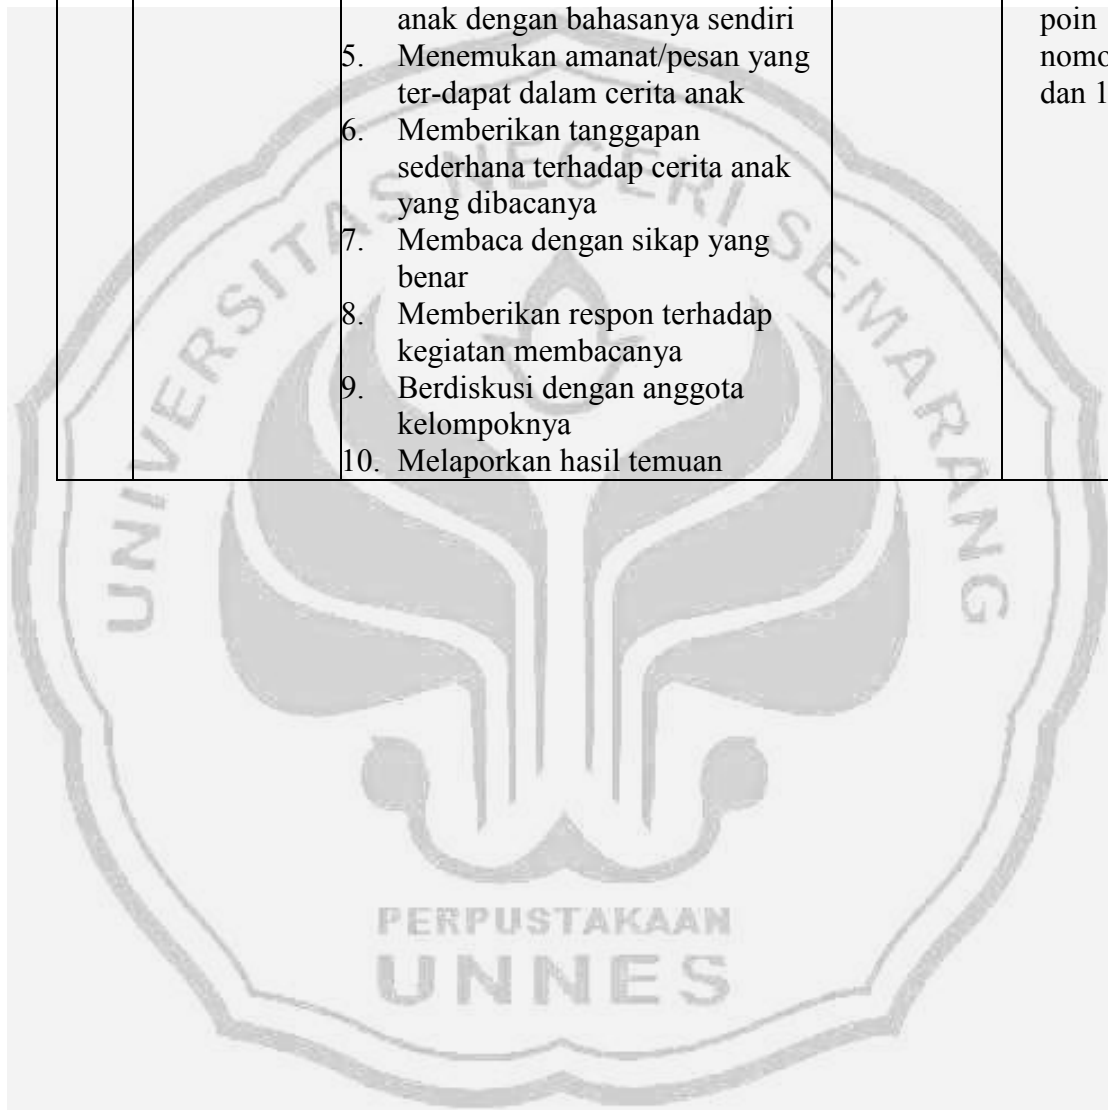 anak dengan bahasanya sendiri
5. Menemukan amanat/pesan yang
ter-dapat dalam cerita anak
6. Memberikan tanggapan
sederhana terhadap cerita anak
yang dibacanya
7. Membaca dengan sikap yang
benar
8. Memberikan respon terhadap
kegiatan membacanya
9. Berdiskusi dengan anggota
kelompoknya
10. Melaporkan hasil temuan
poin
dan 1
UNIVERSITAS NEGERI SEMARANG
PERPUSTAKAAN
UNNES